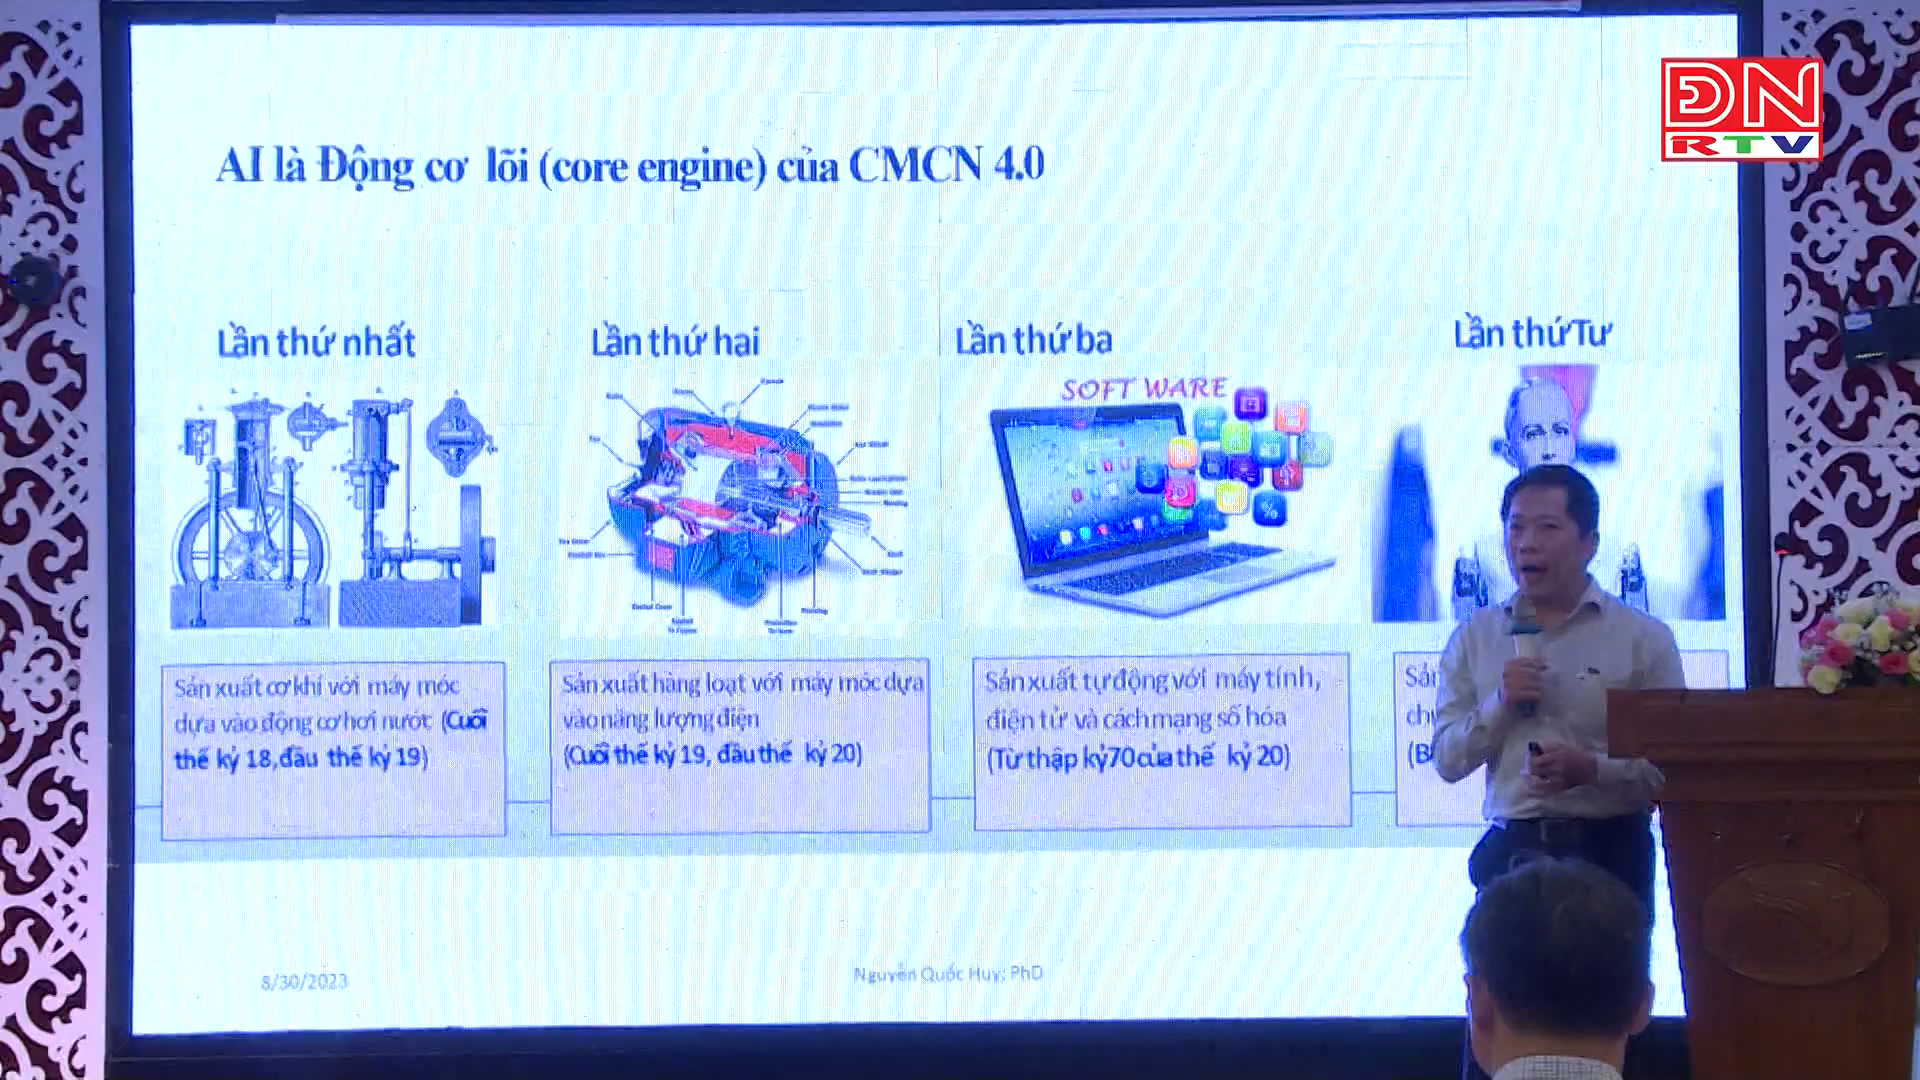 ĐN
RTV
AI là Động cơ lõi (core engine) của CMCN 4.0
Lần thứ nhất
Lần thứ hai
Lần thứ ba
Lần thứ Tư
SOFT WARE
Sản xuất cơ khí với máy móc
dựa vào động cơ hơi nước (Cuối
thế kỷ 18, đầu thế kỷ 19)
Sản xuất hàng loạt với máy móc dựa
vào năng lượng điện
(Cuối thế kỷ 19, đầu thế kỷ 20)
Sản xuất tự động với máy tính,
điện tử và cách mạng số hóa
(Từ thập kỷ 70 của thế kỷ 20)
8/30/2023
Nguyễn Quốc Huy; PhD